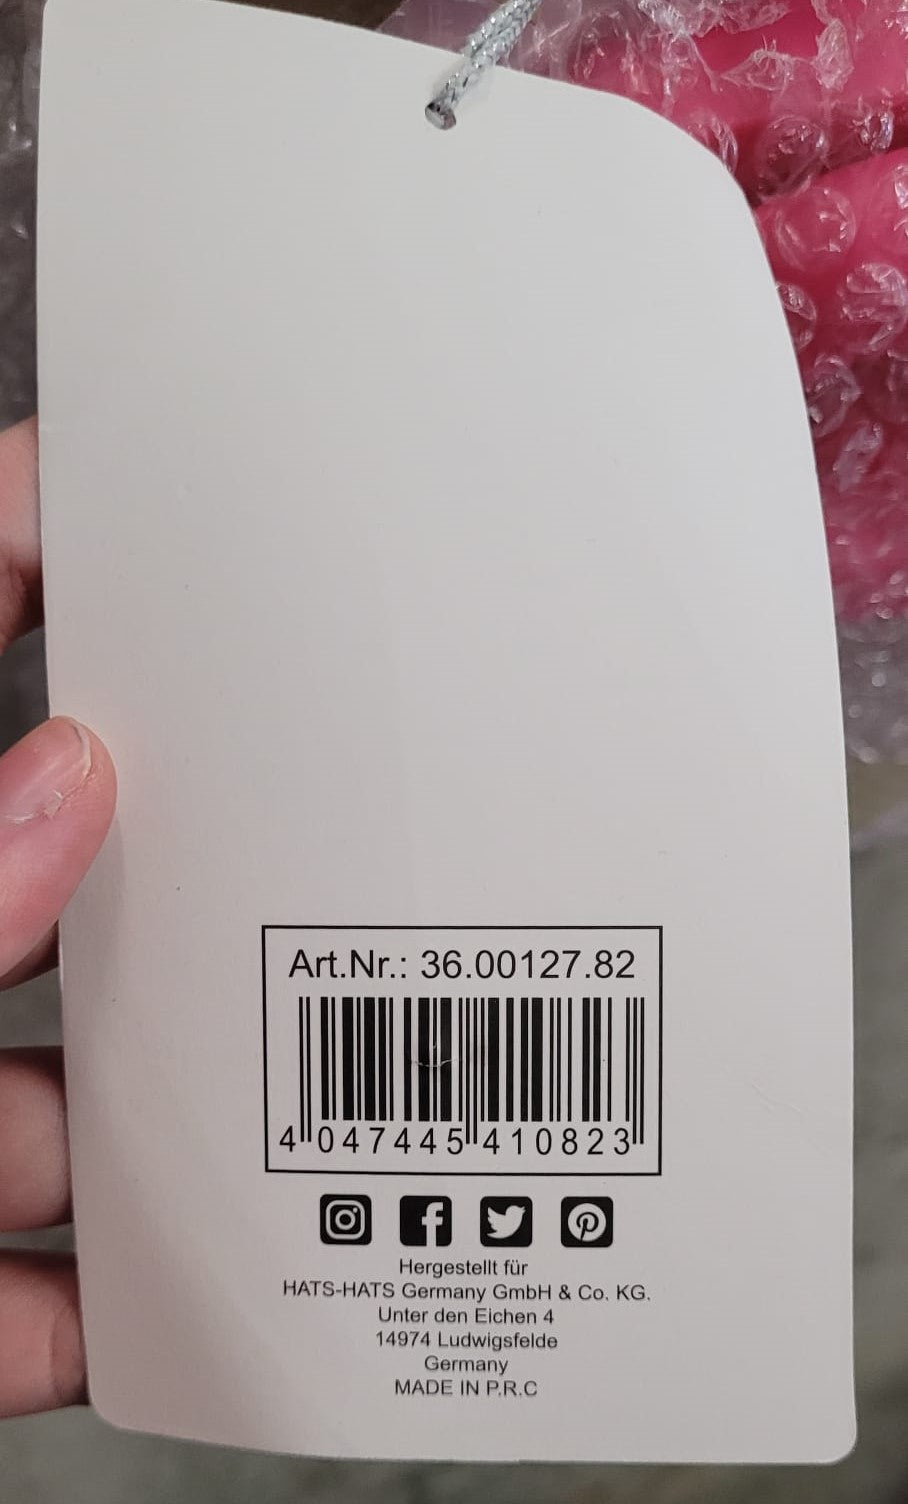 Art.Nr.: 36.00127.82
4 047445 410823
Hergestellt für
HATS-HATS Germany GmbH & Co. KG.
Unter den Eichen 4
14974 Ludwigsfelde
Germany
MADE IN P.R.C